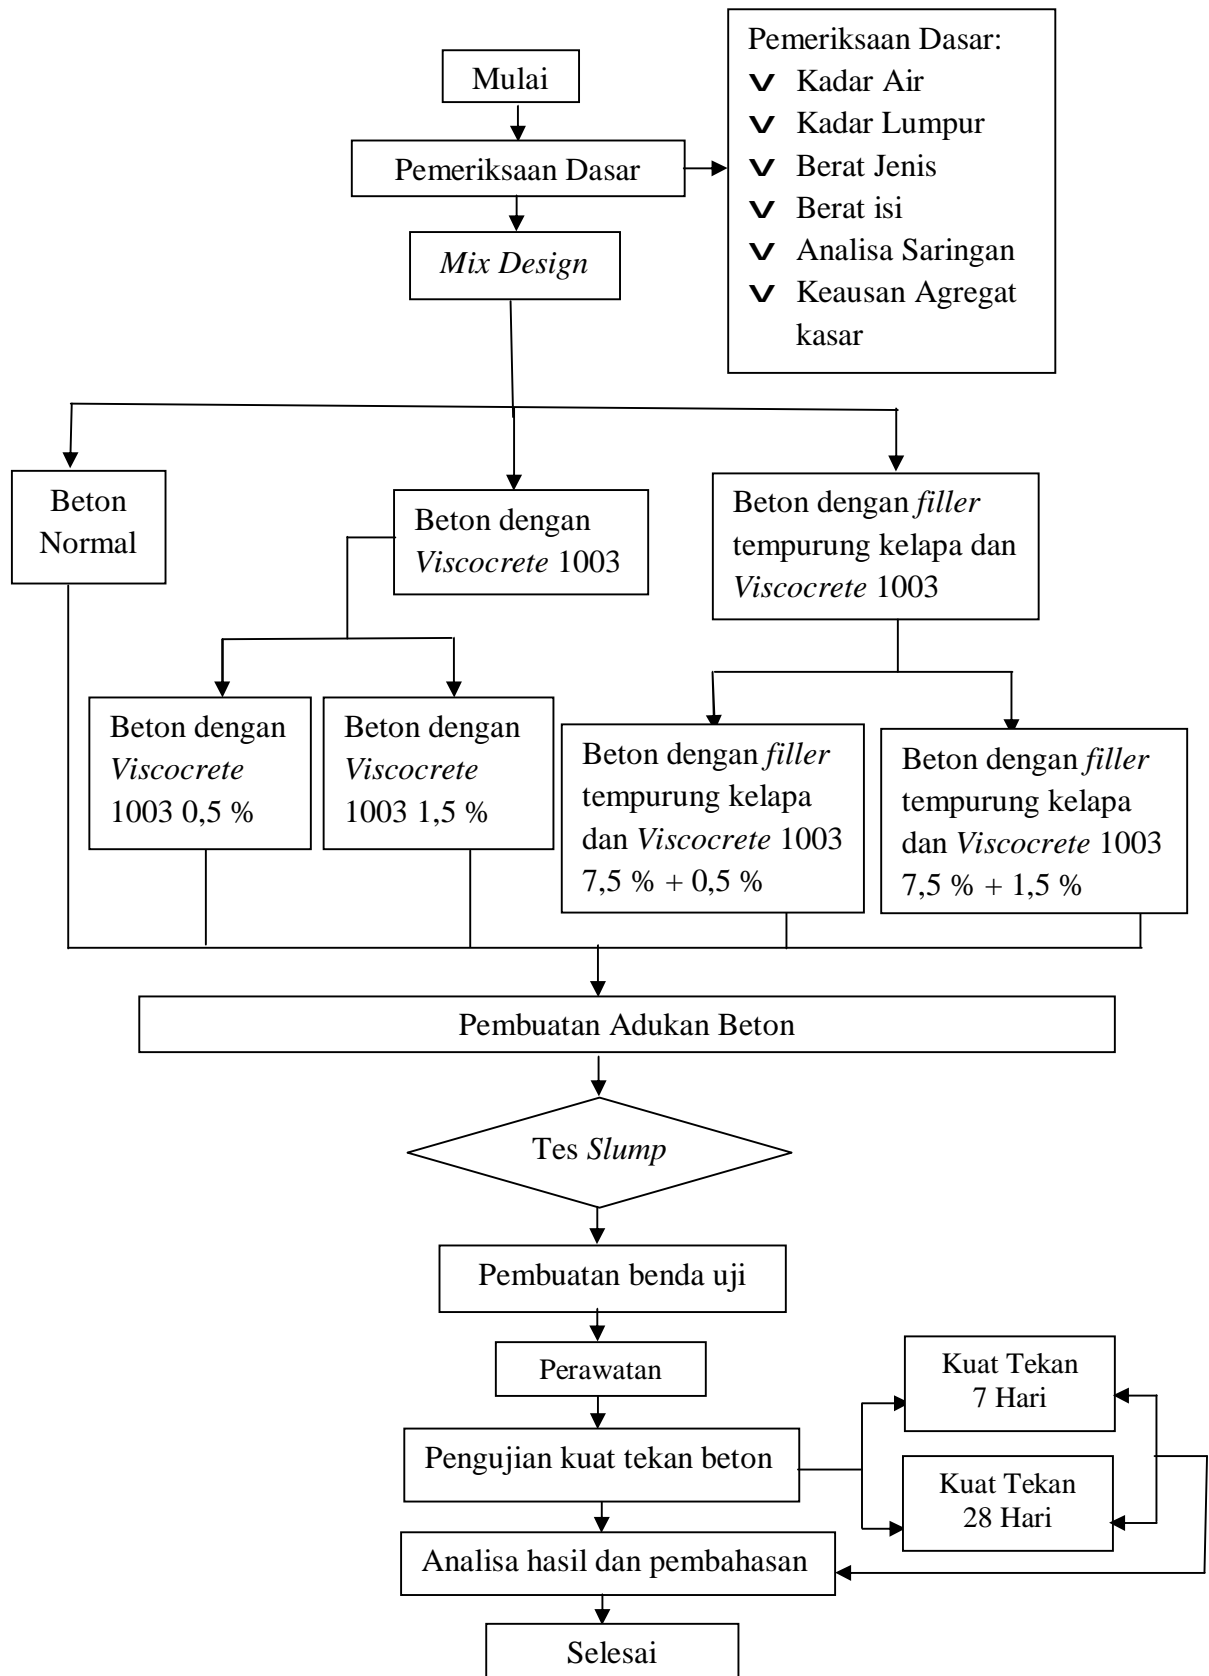 Mulai
Pemeriksaan Dasar
Pemeriksaan Dasar:
Kadar Air
Kadar Lumpur
Berat Jenis
Berat isi
Analisa Saringan
Keausan Agregat
kasar
Mix Design
Beton
Normal
Beton dengan
Viscocrete 1003
Beton dengan filler
tempurung kelapa dan
Viscocrete 1003
Beton dengan
Viscocrete
1003 0,5 %
Beton dengan
Viscocrete
1003 1,5 %
Beton dengan filler
tempurung kelapa
dan Viscocrete 1003
7,5 % + 0,5 %
Beton dengan filler
tempurung kelapa
dan Viscocrete 1003
7,5 % + 1,5 %
Pembuatan Adukan Beton
Tes Slump
Pembuatan benda uji
Perawatan
Pengujian kuat tekan beton
Kuat Tekan
7 Hari
Kuat Tekan
28 Hari
Analisa hasil dan pembahasan
Selesai